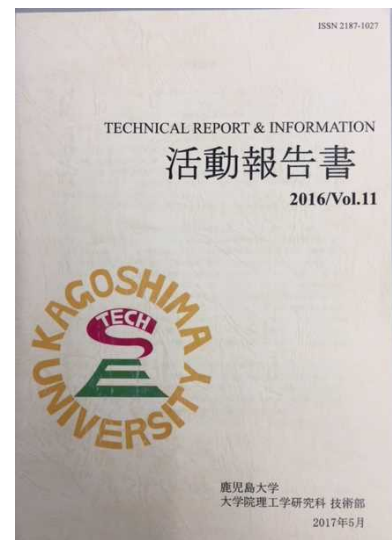 ISSN 2187-1027
TECHNICAL REPORT & INFORMATION
活動報告書
2016/Vol.11
KAGOSHIMA
TECH
UNIVERSITY
鹿児島大学
大学院理工学研究科 技術部
2017年5月